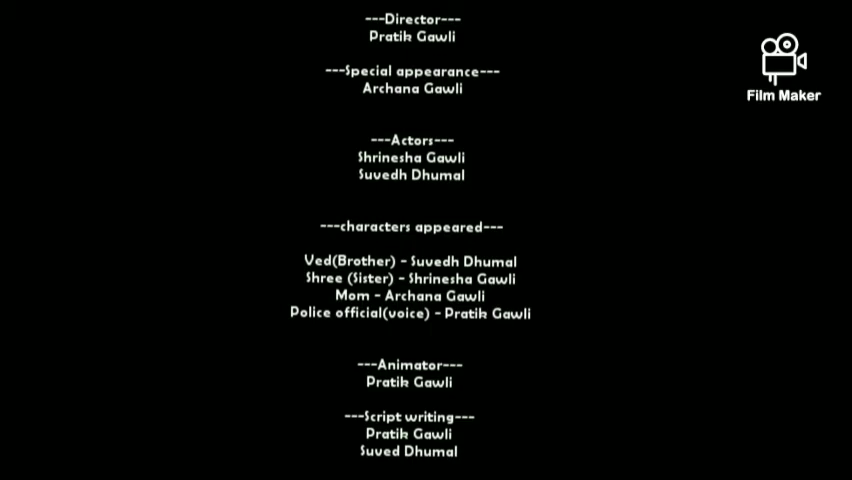 ---Director---
Pratik Gawli
---Special appearance---
Archana Gawli
---Actors---
Shrinesha Gawli
Suvedh Dhumal
---characters appeared---
Ved(Brother) - Suvedh Dhumal
Shree (Sister) - Shrinesha Gawli
Mom - Archana Gawli
Police official(voice) - Pratik Gawli
---Animator---
Pratik Gawli
---Script writing---
Pratik Gawli
Suved Dhumal
Film Maker